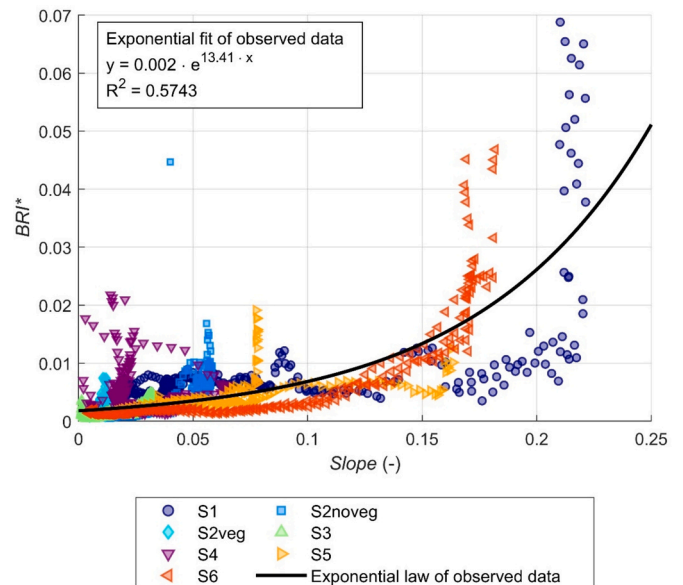 0.07
0.06
0.05
0.04
0.03
0.02
0.01
0
BRI*
Exponential fit of observed data
y = 0.002 · e^13.41 · x
R^2 = 0.5743
0 0.05 0.1 0.15 0.2 0.25
Slope (-)
S1 S2noveg
S2veg S3
S4 S5
S6 Exponential law of observed data